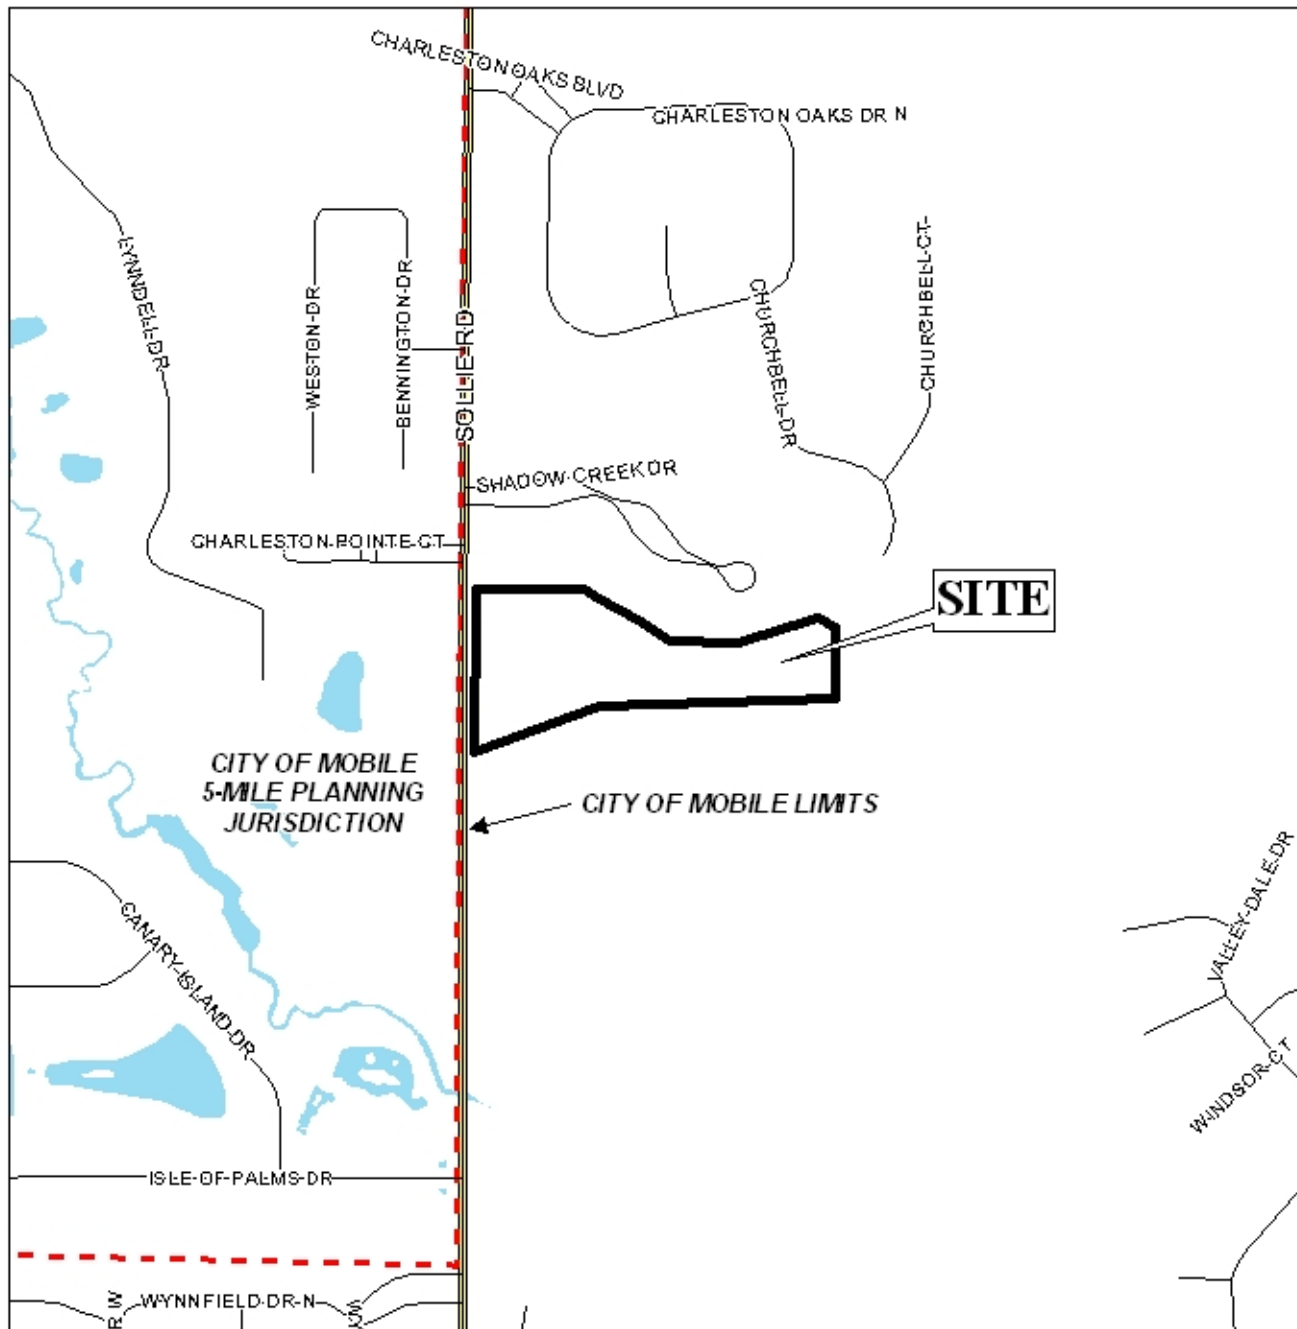 CHARLESTON OAKS BLVD
CHARLESTON OAKS DR N
LYNNDELL DR
WESTON DR
BENNINGTON DR
SOLLIE RD
CHURCHBELL DR
CHURCHBELL CT
SHADOW CREEK DR
CHARLESTON POINTE CT
SITE
CITY OF MOBILE
5-MILE PLANNING
JURISDICTION
CITY OF MOBILE LIMITS
CANARY ISLAND DR
VALLEY DALE DR
WINDSOR CT
ISLE OF PALMS DR
WYNNFIELD DR N
R W